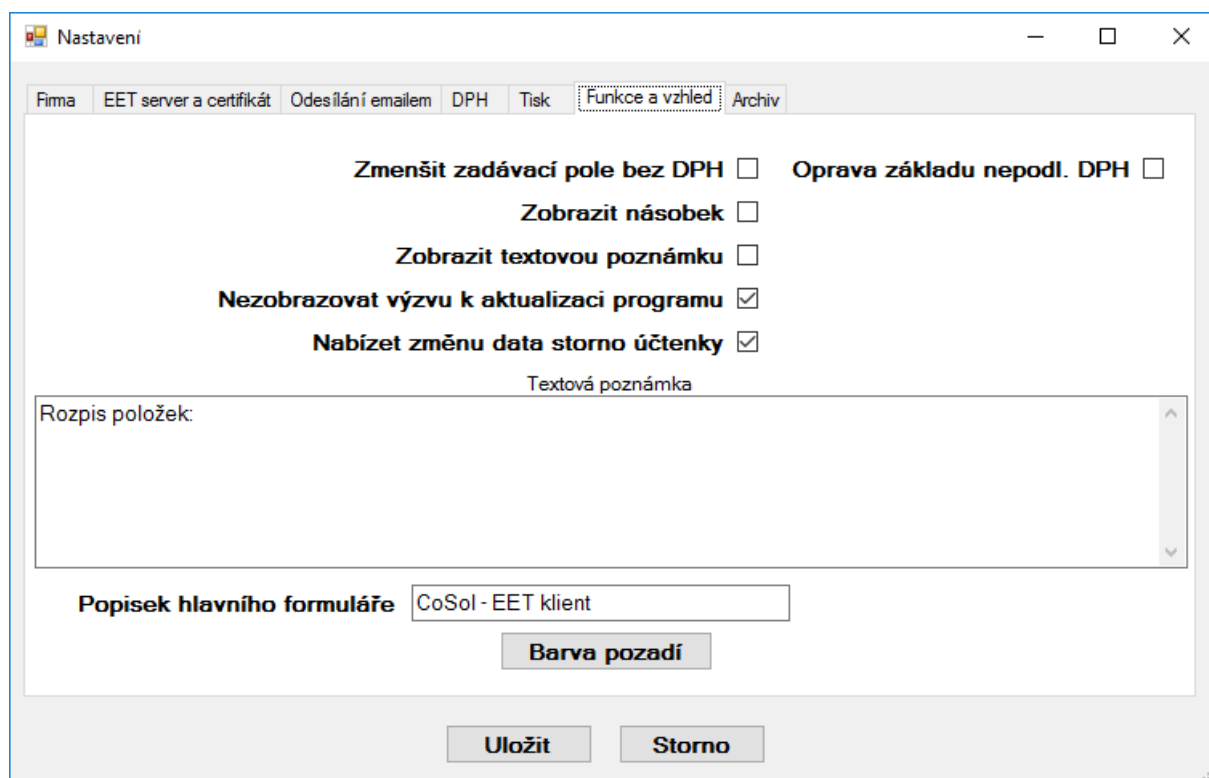 Nastavení
Firma EET server a certifikát Odesílání emailem DPH Tisk Funkce a vzhled Archiv
Zmenšit zadávací pole bez DPH Oprava základu nepodl. DPH
Zobrazit násobek
Zobrazit textovou poznámku
Nezobrazovat výzvu k aktualizaci programu
Nabízet změnu data storno účtenky
Textová poznámka
Rozpis položek:
Popisek hlavního formuláře CoSol - EET klient
Barva pozadí
Uložit Storno